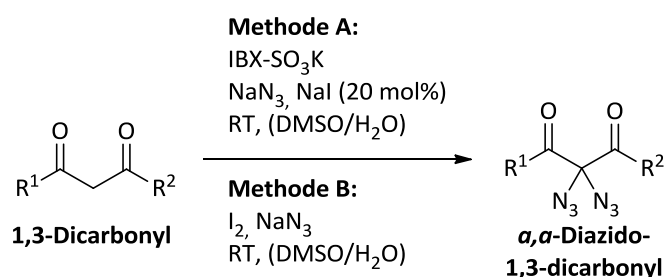 Methode A:
IBX-SO₃K
NaN₃, NaI (20 mol%)
RT, (DMSO/H₂O)
O O
R¹ R²
1,3-Dicarbonyl
Methode B:
I₂, NaN₃
RT, (DMSO/H₂O)
O O
R¹ R²
N₃ N₃
α,α-Diazido-
1,3-dicarbonyl